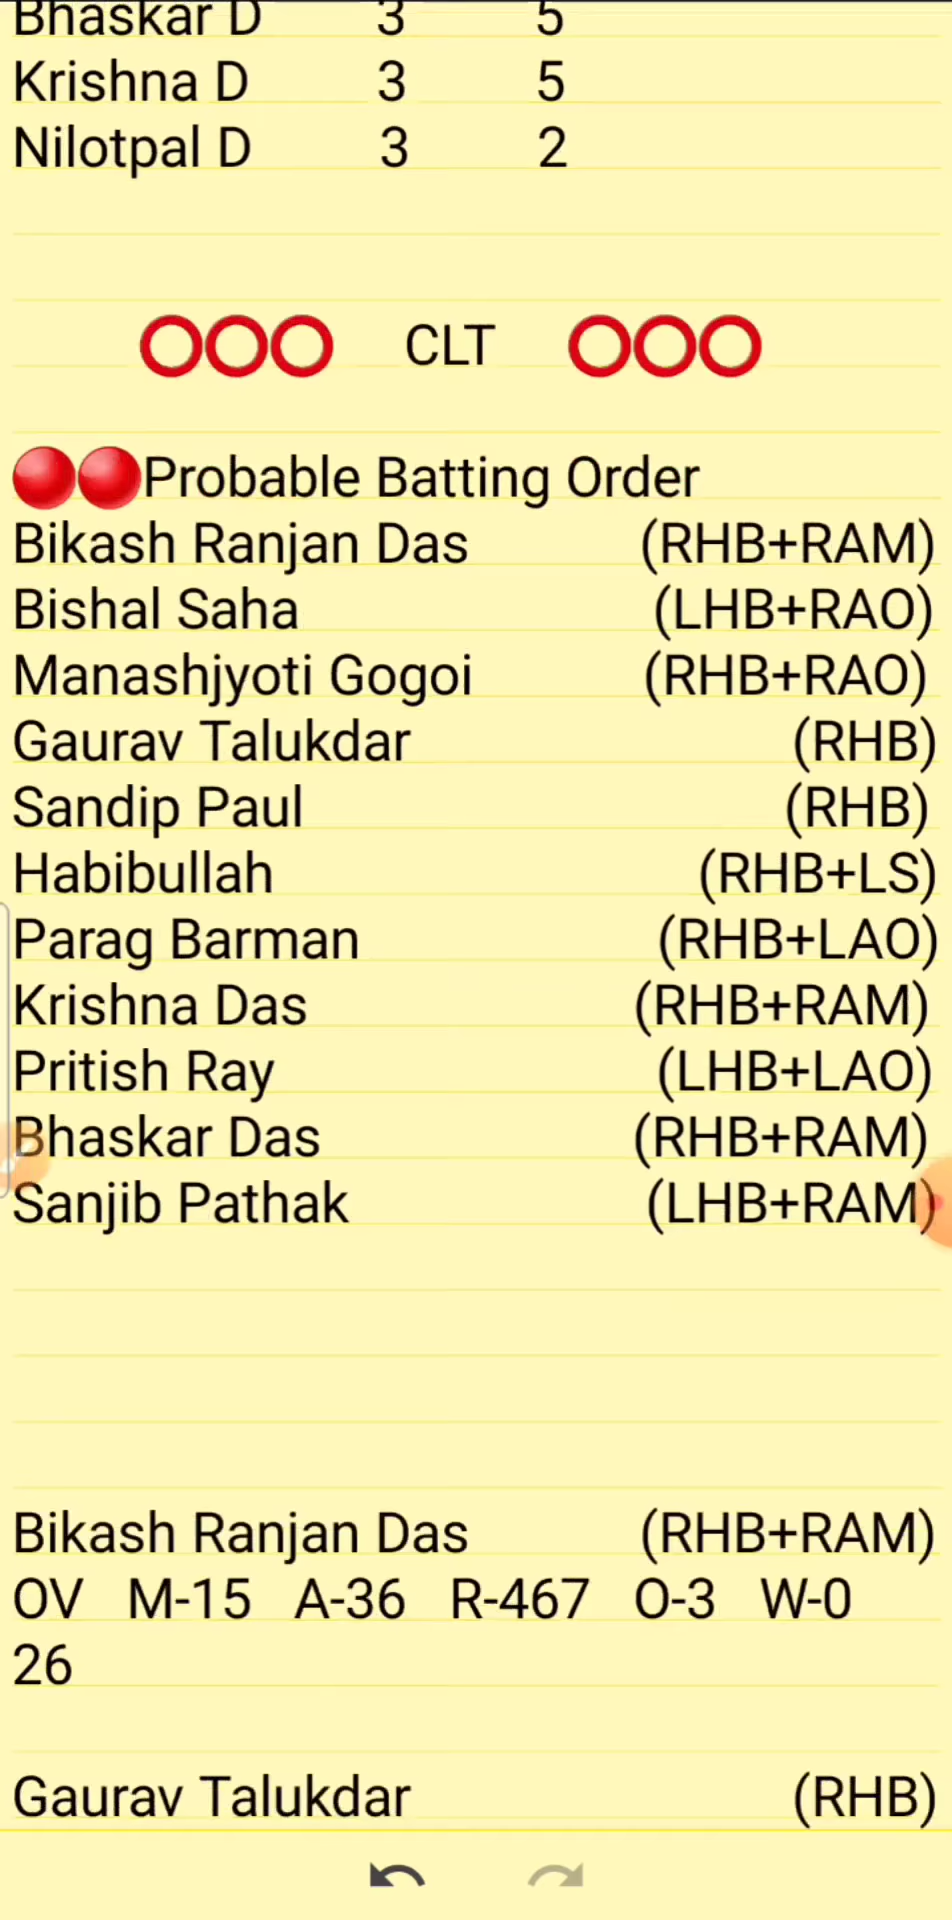 Bhaskar D 3 5
Krishna D 3 5
Nilotpal D 3 2
⭕⭕⭕ CLT ⭕⭕⭕
🔴🔴Probable Batting Order
Bikash Ranjan Das (RHB+RAM)
Bishal Saha (LHB+RAO)
Manashjyoti Gogoi (RHB+RAO)
Gaurav Talukdar (RHB)
Sandip Paul (RHB)
Habibullah (RHB+LS)
Parag Barman (RHB+LAO)
Krishna Das (RHB+RAM)
Pritish Ray (LHB+LAO)
Bhaskar Das (RHB+RAM)
Sanjib Pathak (LHB+RAM)
Bikash Ranjan Das (RHB+RAM)
OV M-15 A-36 R-467 O-3 W-0
26
Gaurav Talukdar (RHB)